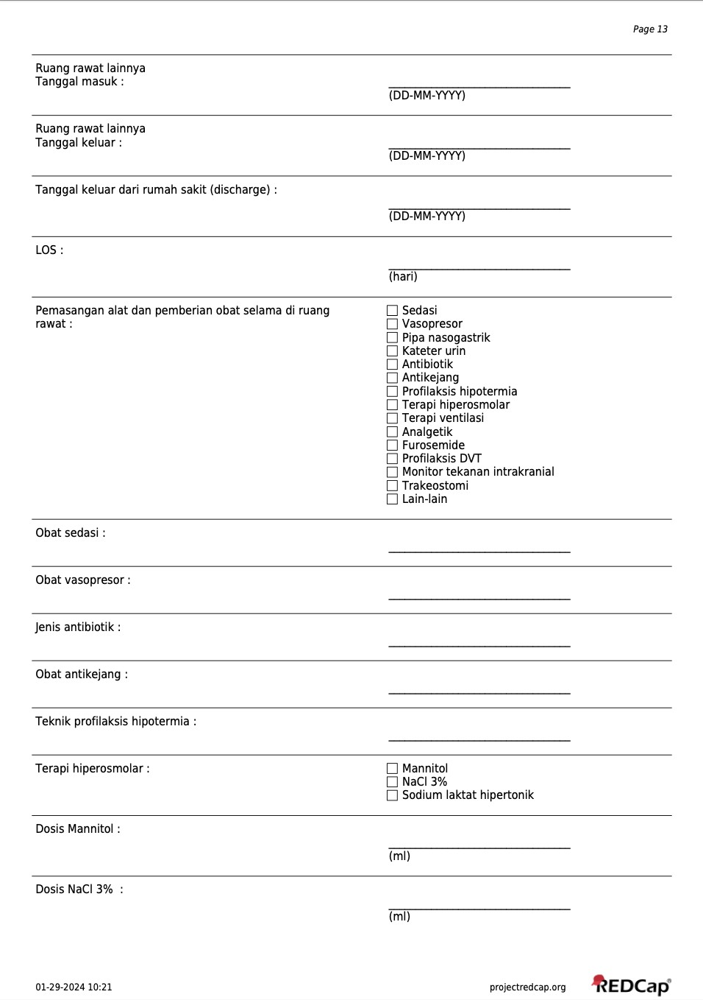 Page 13
Ruang rawat lainnya
Tanggal masuk :
(DD-MM-YYYY)
Ruang rawat lainnya
Tanggal keluar :
(DD-MM-YYYY)
Tanggal keluar dari rumah sakit (discharge) :
(DD-MM-YYYY)
LOS :
(hari)
Pemasangan alat dan pemberian obat selama di ruang
rawat :
Sedasi
Vasopresor
Pipa nasogastrik
Kateter urin
Antibiotik
Antikejang
Profilaksis hipotermia
Terapi hiperosmolar
Terapi ventilasi
Analgetik
Furosemide
Profilaksis DVT
Monitor tekanan intrakranial
Trakeostomi
Lain-lain
Obat sedasi :
Obat vasopresor :
Jenis antibiotik :
Obat antikejang :
Teknik profilaksis hipotermia :
Terapi hiperosmolar :
Mannitol
NaCl 3%
Sodium laktat hipertonik
Dosis Mannitol :
(ml)
Dosis NaCl 3%  :
(ml)
01-29-2024 10:21
projectredcap.org
REDCap®